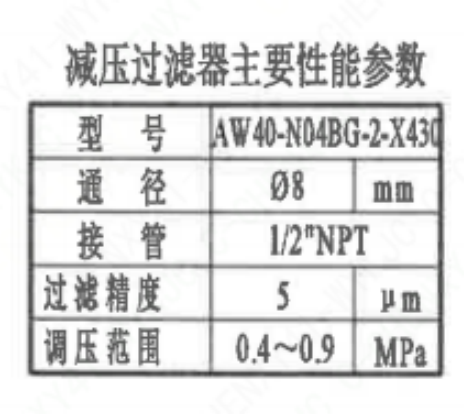 减压过滤器主要性能参数
型 号 AW40-N04BG-2-X430
通 径 Ø8 mm
接 管 1/2"NPT
过滤精度 5 μm
调压范围 0.4～0.9 MPa